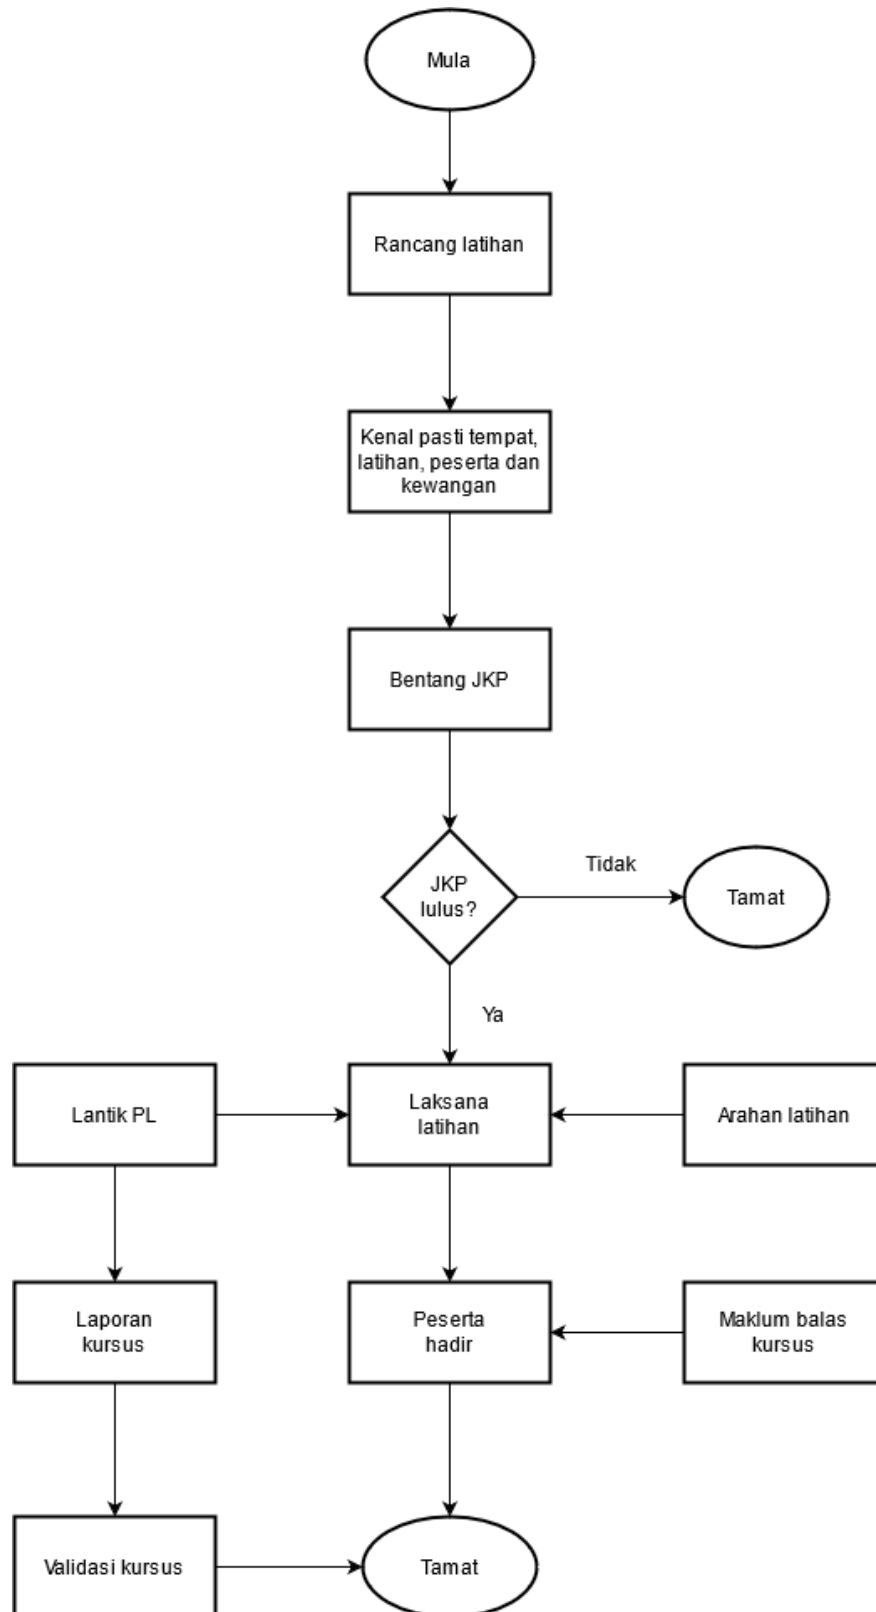 Mula
Rancang latihan
Kenal pasti tempat,
latihan, peserta dan
kewangan
Bentang JKP
JKP
lulus?
Tidak
Tamat
Ya
Lantik PL
Laksana
latihan
Arahan latihan
Laporan
kursus
Peserta
hadir
Maklum balas
kursus
Validasi kursus
Tamat